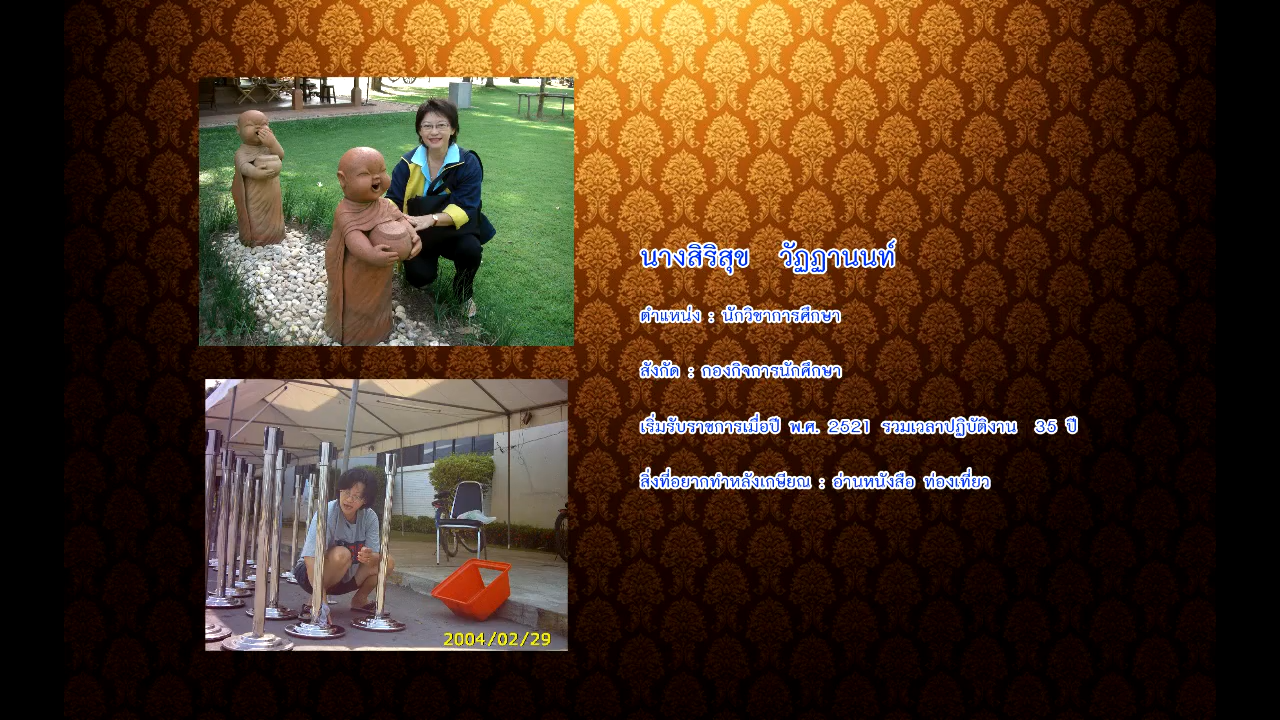 นางสิริสุข วัฏฏานนท์
ตำแหน่ง : นักวิชาการศึกษา
สังกัด : กองกิจการนักศึกษา
เริ่มรับราชการเมื่อปี พ.ศ. 2521 รวมเวลาปฏิบัติงาน 35 ปี
สิ่งที่อยากทำหลังเกษียณ : อ่านหนังสือ ท่องเที่ยว
2004/02/29